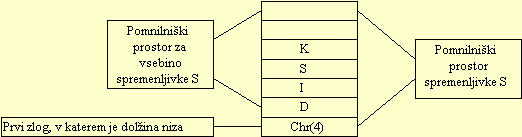 Pomnilniški
prostor za
vsebino
spremenljivke S
K
S
I
D
Chr(4)
Pomnilniški
prostor
spremenljivke S
Prvi zlog, v katerem je dolžina niza